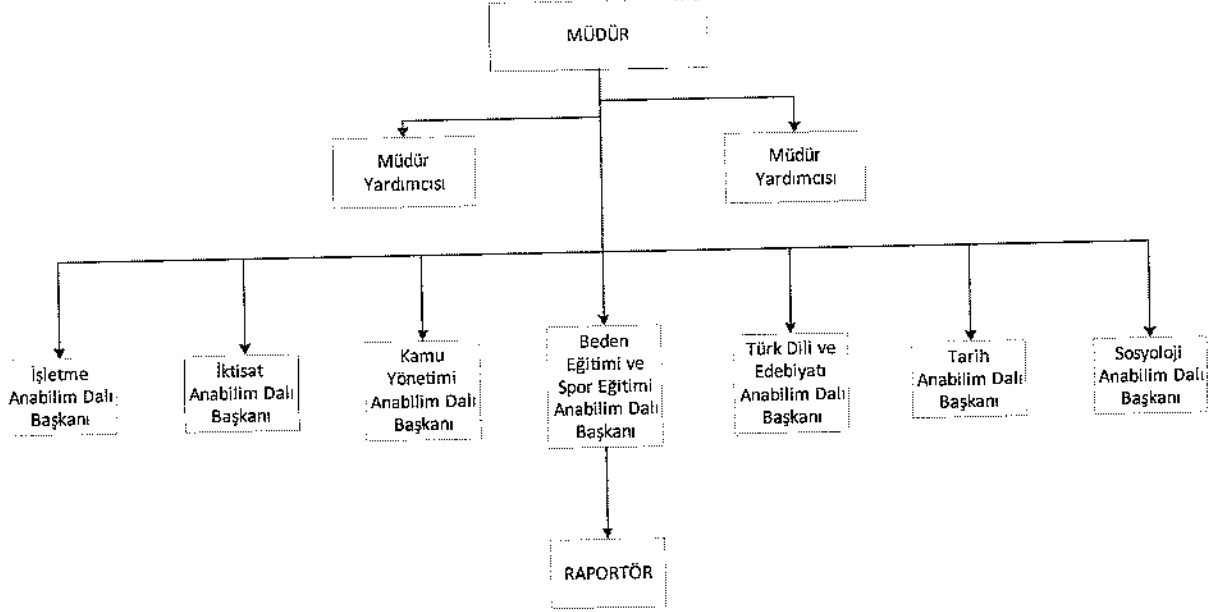 MÜDÜR
Müdür
Yardımcısı
Müdür
Yardımcısı
İşletme
Anabilim Dalı
Başkanı
İktisat
Anabilim Dalı
Başkanı
Kamu
Yönetimi
Anabilim Dalı
Başkanı
Beden
Eğitimi ve
Spor Eğitimi
Anabilim Dalı
Başkanı
Türk Dili ve
Edebiyatı
Anabilim Dalı
Başkanı
Tarih
Anabilim Dalı
Başkanı
Sosyoloji
Anabilim Dalı
Başkanı
RAPORTÖR